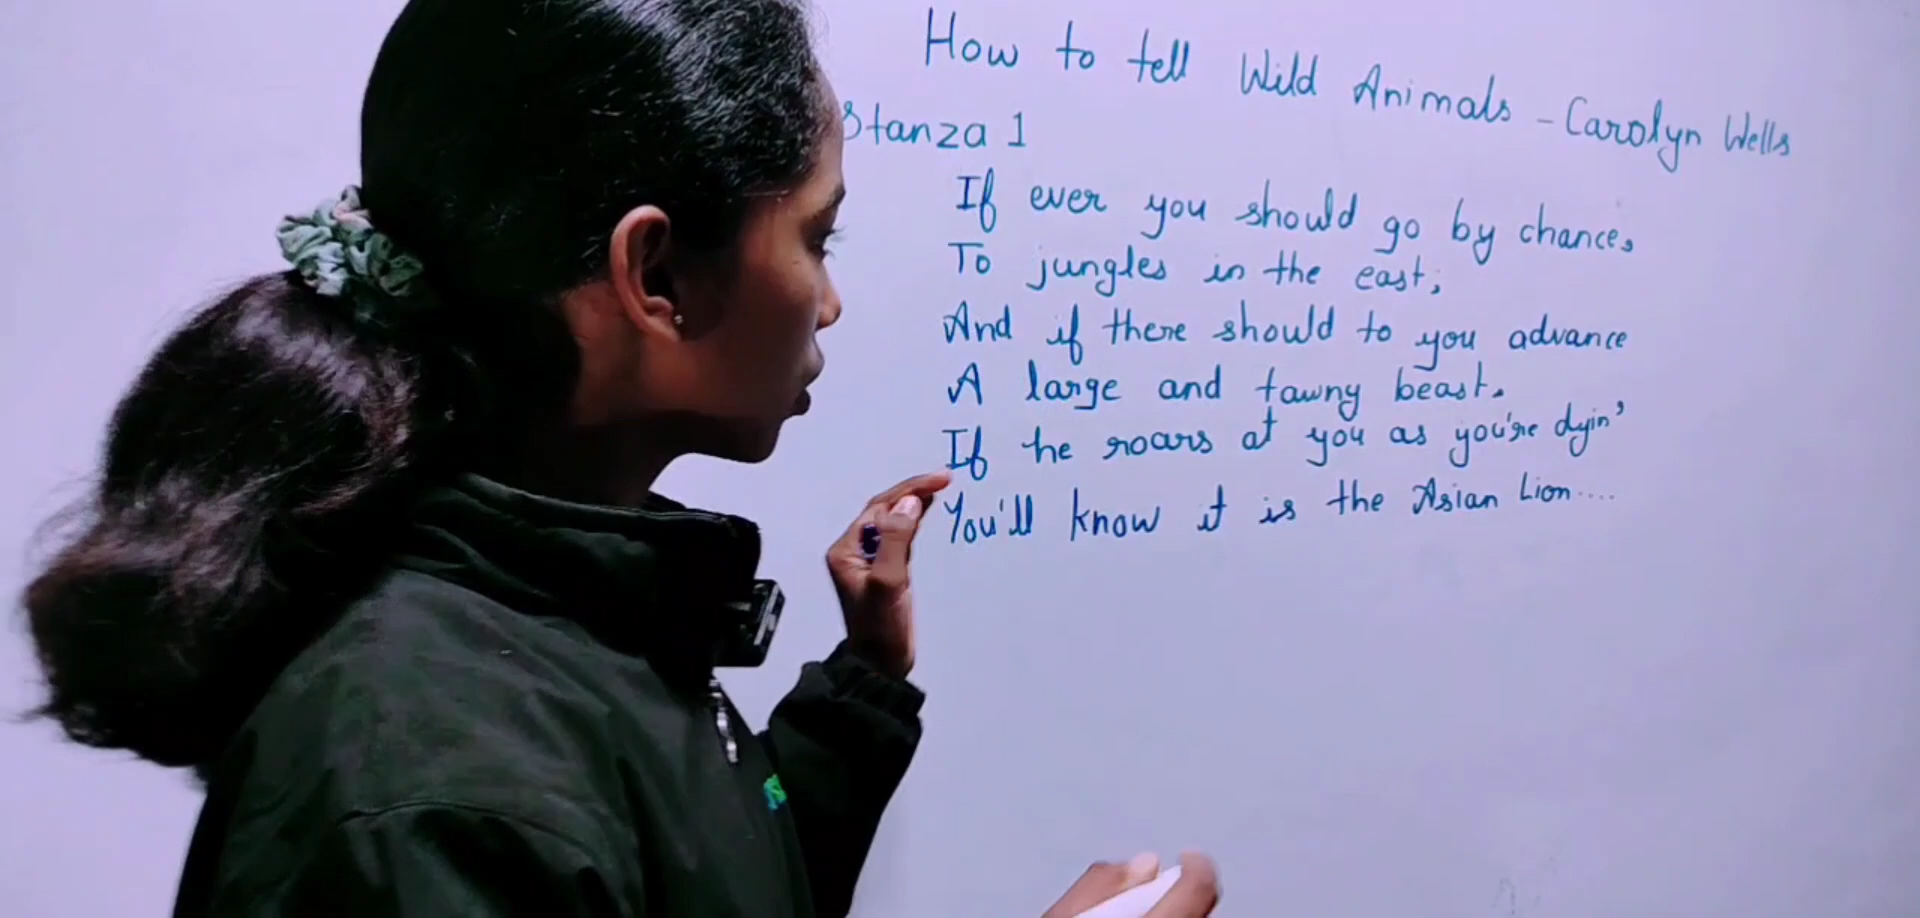 How to tell Wild Animals - Carolyn Wells
Stanza 1
If ever you should go by chance,
To jungles in the east;
And if there should to you advance
A large and tawny beast.
If he roars at you as you're dyin'
You'll know it is the Asian Lion....